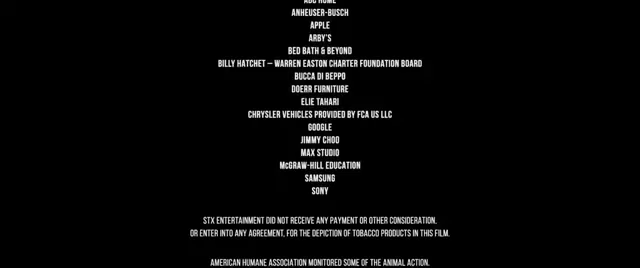 ABC HOME
ANHEUSER-BUSCH
APPLE
ARBY'S
BED BATH & BEYOND
BILLY HATCHET – WARREN EASTON CHARTER FOUNDATION BOARD
BUCCA DI BEPPO
DOERR FURNITURE
ELIE TAHARI
CHRYSLER VEHICLES PROVIDED BY FCA US LLC
GOOGLE
JIMMY CHOO
MAX STUDIO
McGRAW-HILL EDUCATION
SAMSUNG
SONY
STX ENTERTAINMENT DID NOT RECEIVE ANY PAYMENT OR OTHER CONSIDERATION,
OR ENTER INTO ANY AGREEMENT, FOR THE DEPICTION OF TOBACCO PRODUCTS IN THIS FILM.
AMERICAN HUMANE ASSOCIATION MONITORED SOME OF THE ANIMAL ACTION.